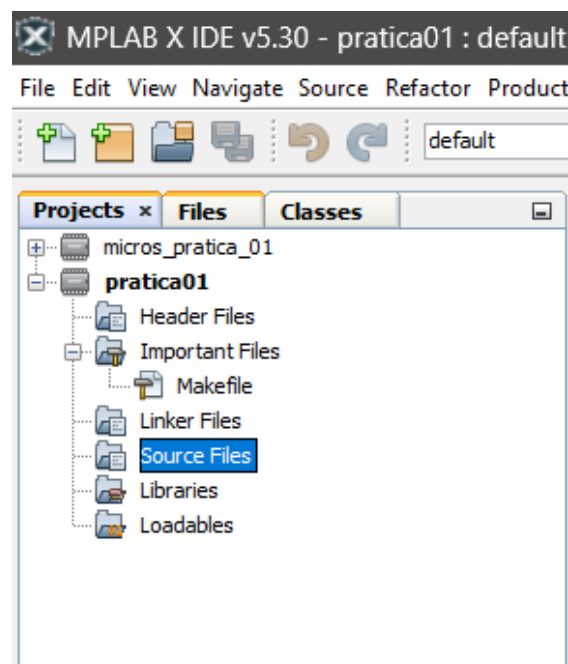 MPLAB X IDE v5.30 - pratica01 : default
File Edit View Navigate Source Refactor Product
default
Projects × Files Classes
micros_pratica_01
pratica01
Header Files
Important Files
Makefile
Linker Files
Source Files
Libraries
Loadables